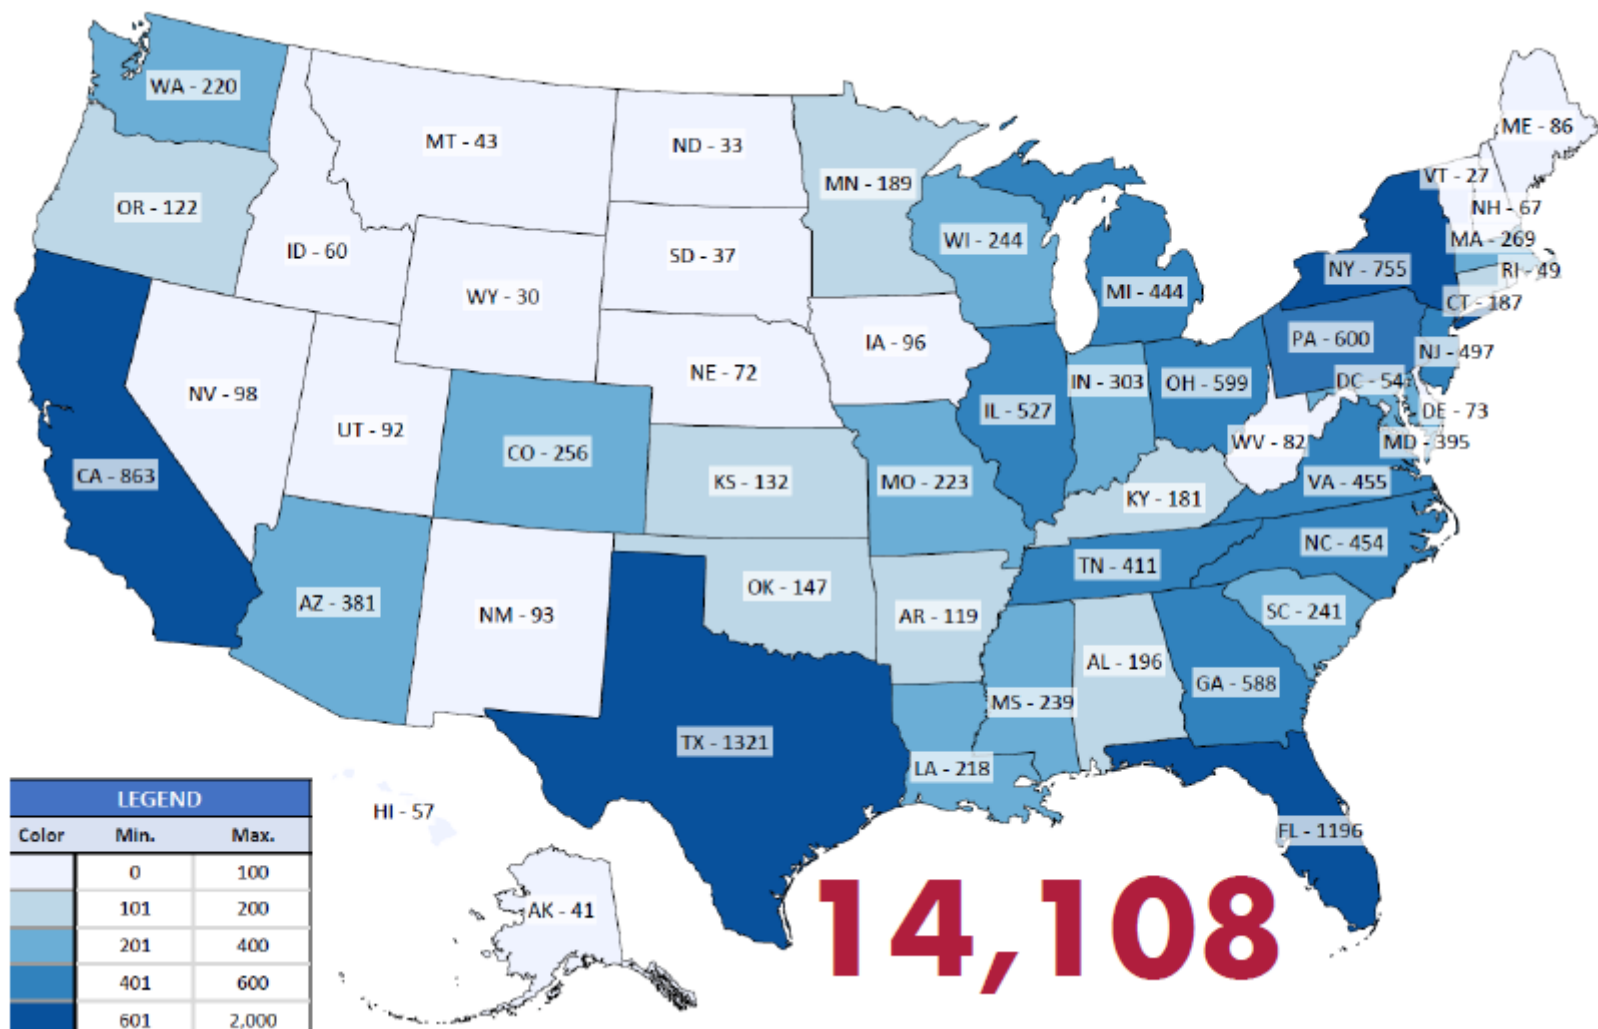 WA - 220
MT - 43
ND - 33
MN - 189
ME - 86
VT - 27
NH - 67
OR - 122
ID - 60
SD - 37
WI - 244
MA - 269
NY - 755
RI - 49
WY - 30
MI - 444
CT - 187
IA - 96
PA - 600
NJ - 497
NE - 72
IN - 303
OH - 599
DC - 54
NV - 98
IL - 527
DE - 73
UT - 92
WV - 82
MD - 395
CO - 256
CA - 863
KS - 132
MO - 223
VA - 455
KY - 181
NC - 454
TN - 411
OK - 147
AZ - 381
NM - 93
AR - 119
SC - 241
AL - 196
GA - 588
MS - 239
TX - 1321
LA - 218
HI - 57
FL - 1196
AK - 41
14,108
LEGEND
Color Min. Max.
0 100
101 200
201 400
401 600
601 2,000